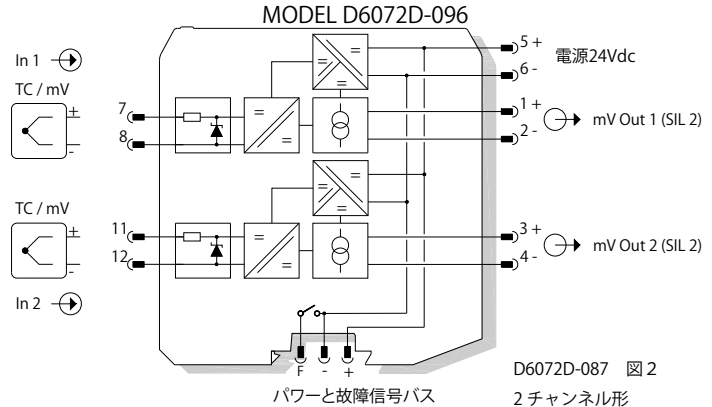 MODEL D6072D-096
In 1
TC / mV
+
-
7
8
5 +
6 -
電源24Vdc
1 +
2 -
mV Out 1 (SIL 2)
TC / mV
+
-
In 2
11
12
3 +
4 -
mV Out 2 (SIL 2)
F - +
パワーと故障信号バス
D6072D-087 図2
2 チャンネル形